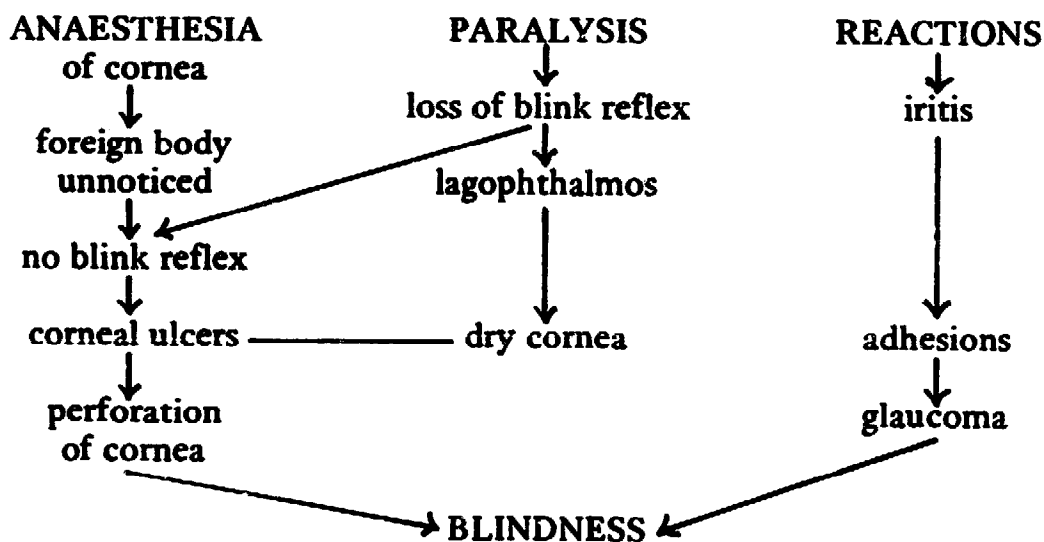 ANAESTHESIA
of cornea
foreign body
unnoticed
no blink reflex
corneal ulcers
perforation
of cornea
PARALYSIS
loss of blink reflex
lagophthalmos
dry cornea
REACTIONS
iritis
adhesions
glaucoma
BLINDNESS